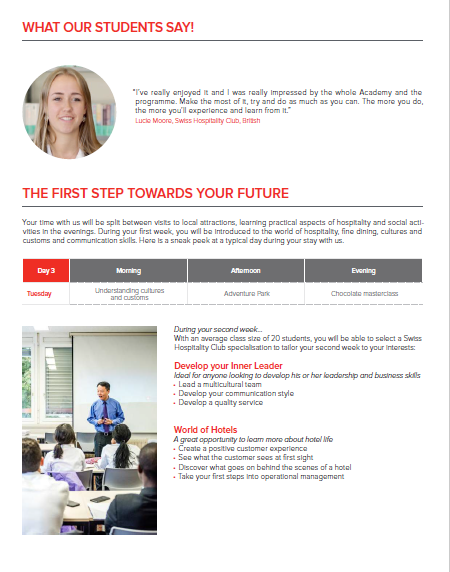 WHAT OUR STUDENTS SAY!
"I've really enjoyed it and I was really impressed by the whole Academy and the
programme. Make the most of it, try and do as much as you can. The more you do,
the more you'll experience and learn from it."
Lucie Moore, Swiss Hospitality Club, British
THE FIRST STEP TOWARDS YOUR FUTURE
Your time with us will be split between visits to local attractions, learning practical aspects of hospitality and social acti-
vities in the evenings. During your first week, you will be introduced to the world of hospitality, fine dining, cultures and
customs and communication skills. Here is a sneak peek at a typical day during your stay with us.
Day 3 Morning Afternoon Evening
Tuesday Understanding cultures and customs Adventure Park Chocolate masterclass
During your second week...
With an average class size of 20 students, you will be able to select a Swiss
Hospitality Club specialisation to tailor your second week to your interests:
Develop your Inner Leader
Ideal for anyone looking to develop his or her leadership and business skills
• Lead a multicultural team
• Develop your communication style
• Develop a quality service
World of Hotels
A great opportunity to learn more about hotel life
• Create a positive customer experience
• See what the customer sees at first sight
• Discover what goes on behind the scenes of a hotel
• Take your first steps into operational management